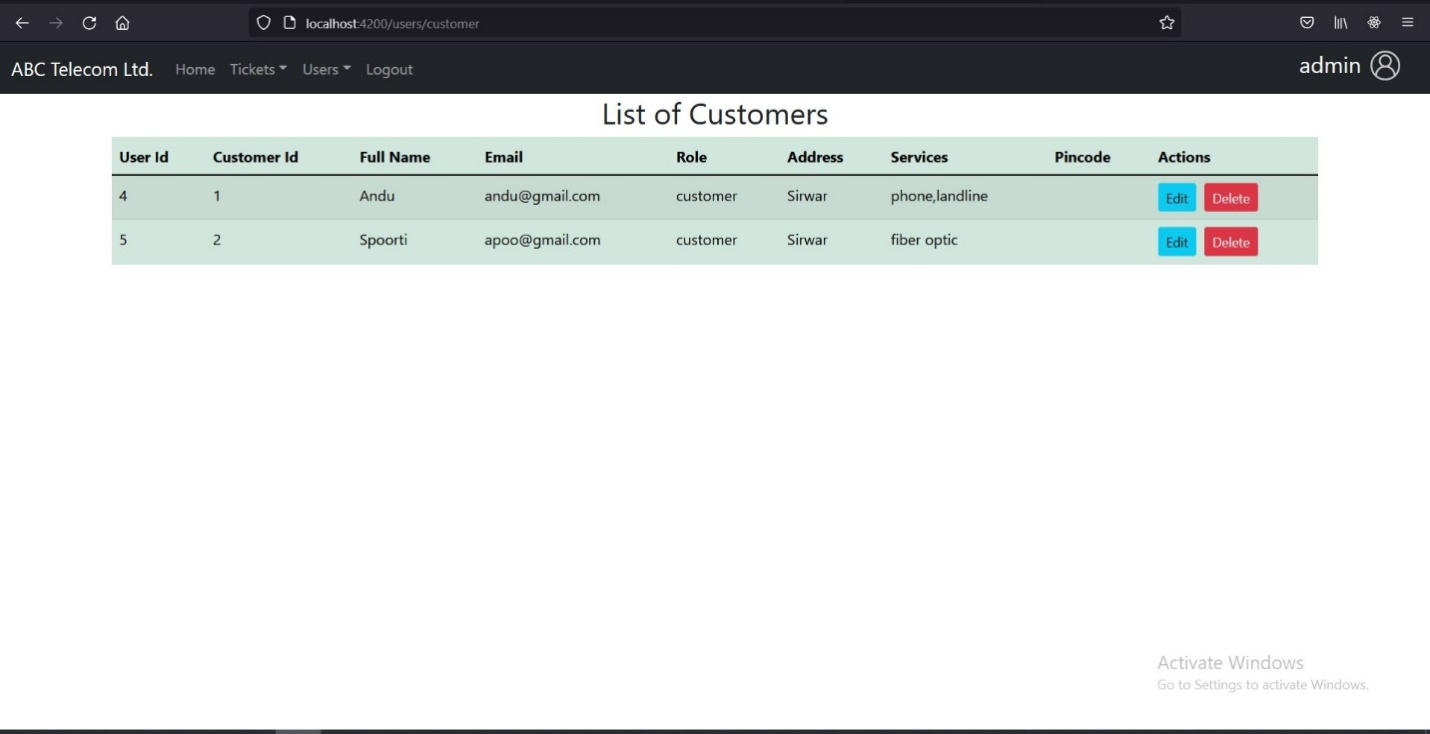 localhost:4200/users/customer
ABC Telecom Ltd. Home Tickets Users Logout admin
List of Customers
User Id Customer Id Full Name Email Role Address Services Pincode Actions
4 1 Andu andu@gmail.com customer Sirwar phone,landline Edit Delete
5 2 Spoorti apoo@gmail.com customer Sirwar fiber optic Edit Delete
Activate Windows
Go to Settings to activate Windows.